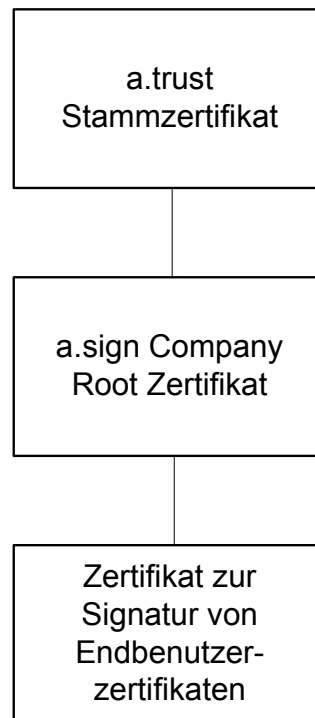 a.trust
Stammzertifikat
a.sign Company
Root Zertifikat
Zertifikat zur
Signatur von
Endbenutzer-
zertifikaten